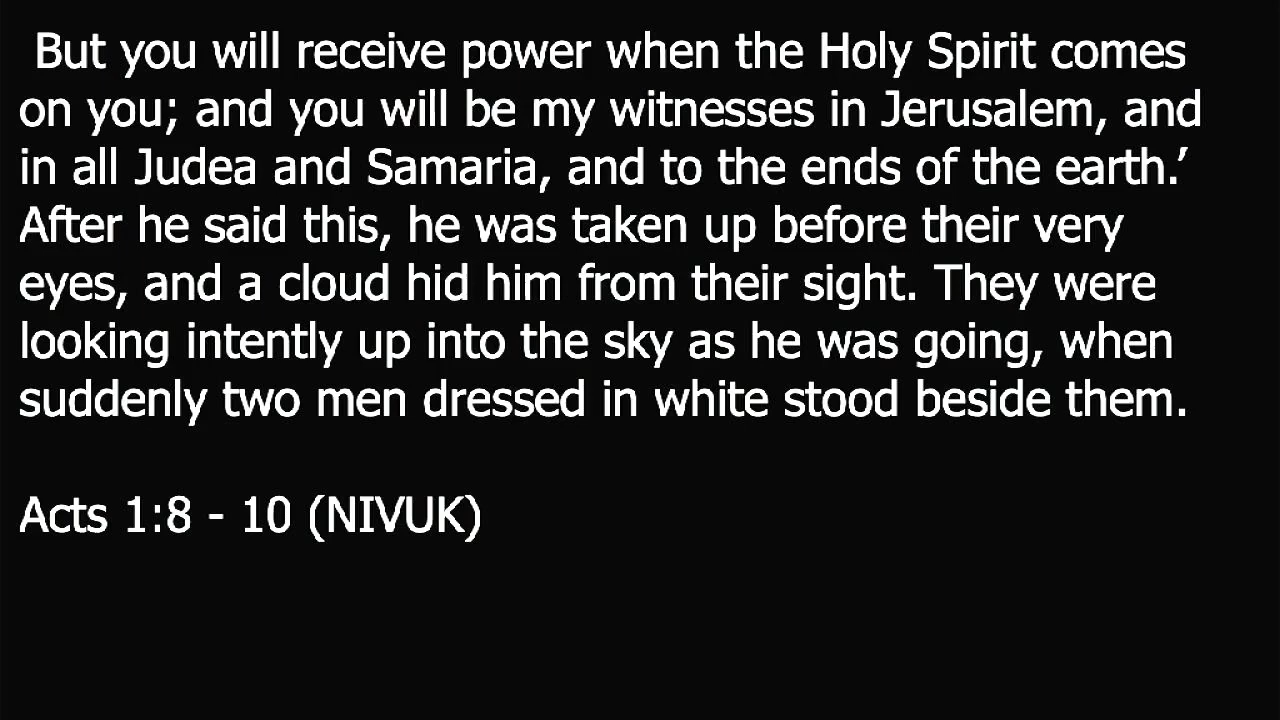 But you will receive power when the Holy Spirit comes
on you; and you will be my witnesses in Jerusalem, and
in all Judea and Samaria, and to the ends of the earth.’
After he said this, he was taken up before their very
eyes, and a cloud hid him from their sight. They were
looking intently up into the sky as he was going, when
suddenly two men dressed in white stood beside them.
Acts 1:8 - 10 (NIVUK)